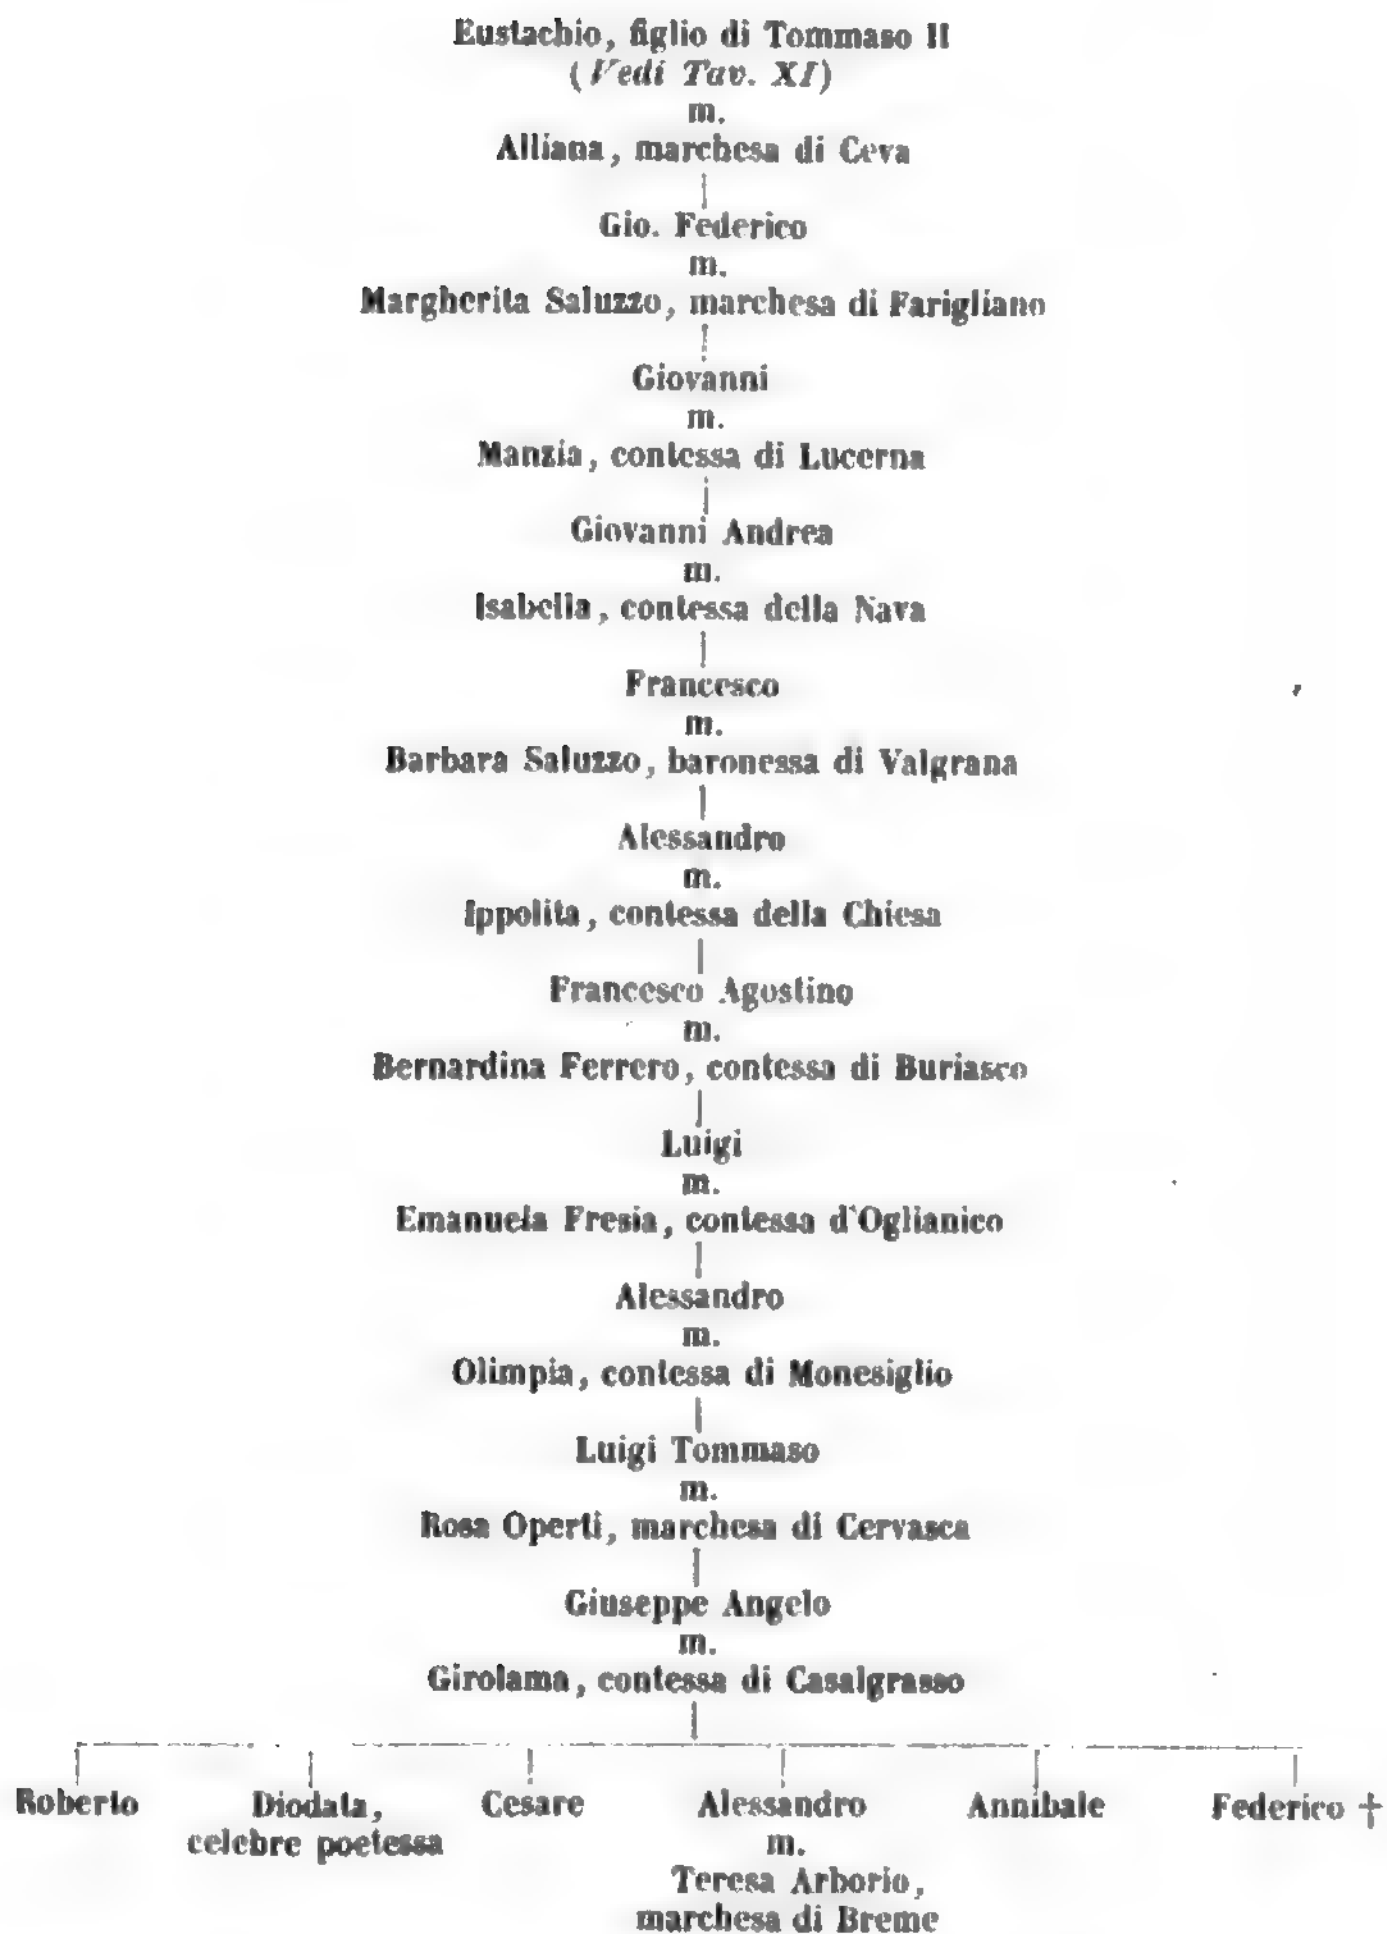 Eustachio, figlio di Tommaso II
(Vedi Tav. XI)
m.
Alliana, marchesa di Ceva
Gio. Federico
m.
Margherita Saluzzo, marchesa di Farigliano
Giovanni
m.
Manzia, contessa di Lucerna
Giovanni Andrea
m.
Isabella, contessa della Nava
Francesco
m.
Barbara Saluzzo, baronessa di Valgrana
Alessandro
m.
Ippolita, contessa della Chiesa
Francesco Agostino
m.
Bernardina Ferrero, contessa di Buriasco
Luigi
m.
Emanuela Fresia, contessa d'Oglianico
Alessandro
m.
Olimpia, contessa di Monesiglio
Luigi Tommaso
m.
Rosa Operti, marchesa di Cervasca
Giuseppe Angelo
m.
Girolama, contessa di Casalgrasso
Roberto
Diodata,
celebre poetessa
Cesare
Alessandro
m.
Teresa Arborio,
marchesa di Breme
Annibale
Federico †